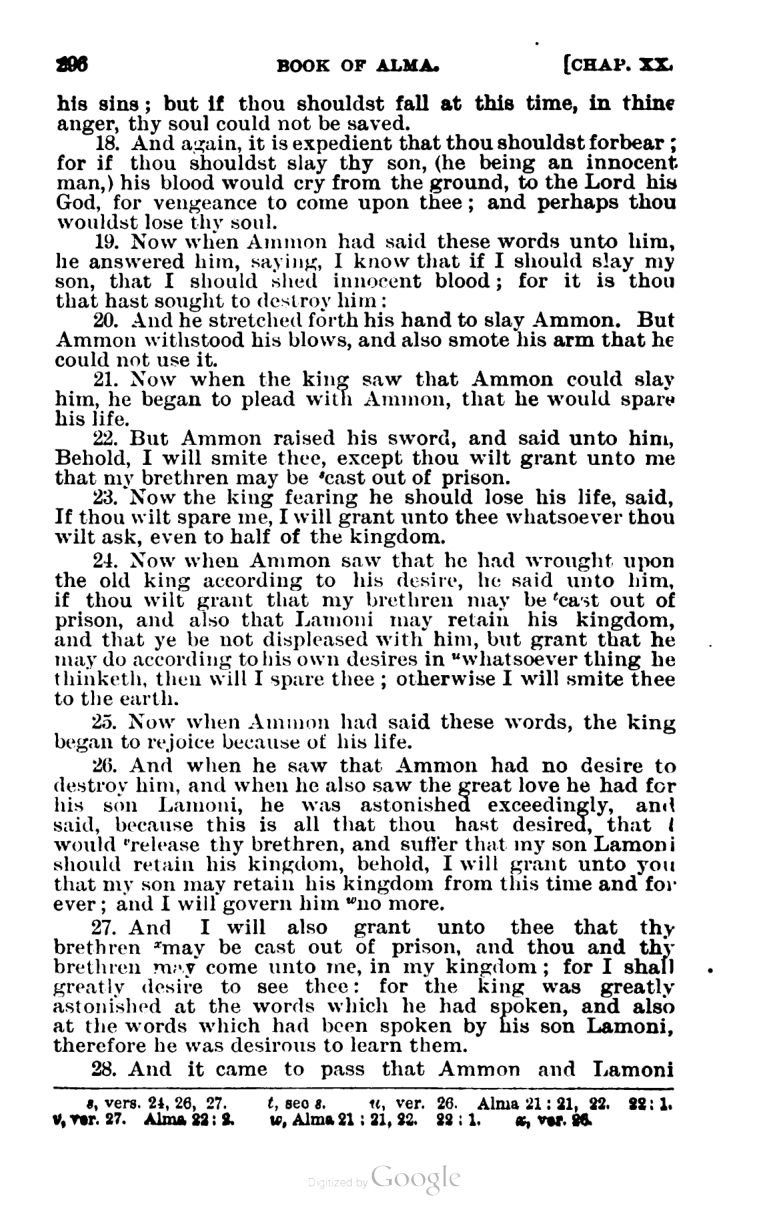 296 BOOK OF ALMA. [CHAP. XX.
his sins; but if thou shouldst fall at this time, in thine
anger, thy soul could not be saved.
18. And again, it is expedient that thou shouldst forbear;
for if thou shouldst slay thy son, (he being an innocent
man,) his blood would cry from the ground, to the Lord his
God, for vengeance to come upon thee; and perhaps thou
wouldst lose thy soul.
19. Now when Ammon had said these words unto him,
he answered him, saying, I know that if I should slay my
son, that I should shed innocent blood; for it is thou
that hast sought to destroy him:
20. And he stretched forth his hand to slay Ammon. But
Ammon withstood his blows, and also smote his arm that he
could not use it.
21. Now when the king saw that Ammon could slay
him, he began to plead with Ammon, that he would spare
his life.
22. But Ammon raised his sword, and said unto him,
Behold, I will smite thee, except thou wilt grant unto me
that my brethren may be ˢcast out of prison.
23. Now the king fearing he should lose his life, said,
If thou wilt spare me, I will grant unto thee whatsoever thou
wilt ask, even to half of the kingdom.
24. Now when Ammon saw that he had wrought upon
the old king according to his desire, he said unto him,
if thou wilt grant that my brethren may be ᵗcast out of
prison, and also that Lamoni may retain his kingdom,
and that ye be not displeased with him, but grant that he
may do according to his own desires in ᵘwhatsoever thing he
thinketh, then will I spare thee; otherwise I will smite thee
to the earth.
25. Now when Ammon had said these words, the king
began to rejoice because of his life.
26. And when he saw that Ammon had no desire to
destroy him, and when he also saw the great love he had for
his son Lamoni, he was astonished exceedingly, and
said, because this is all that thou hast desired, that I
would ᵛrelease thy brethren, and suffer that my son Lamoni
should retain his kingdom, behold, I will grant unto you
that my son may retain his kingdom from this time and for
ever; and I will govern him ʷno more.
27. And I will also grant unto thee that thy
brethren ˣmay be cast out of prison, and thou and thy
brethren may come unto me, in my kingdom; for I shall
greatly desire to see thee: for the king was greatly
astonished at the words which he had spoken, and also
at the words which had been spoken by his son Lamoni,
therefore he was desirous to learn them.
28. And it came to pass that Ammon and Lamoni
s, vers. 24, 26, 27. t, see s. u, ver. 26. Alma 21:21, 22. 22:1.
v, ver. 27. Alma 22:2. w, Alma 21:21, 22. 22:1. x, ver. 26.
Digitized by Google